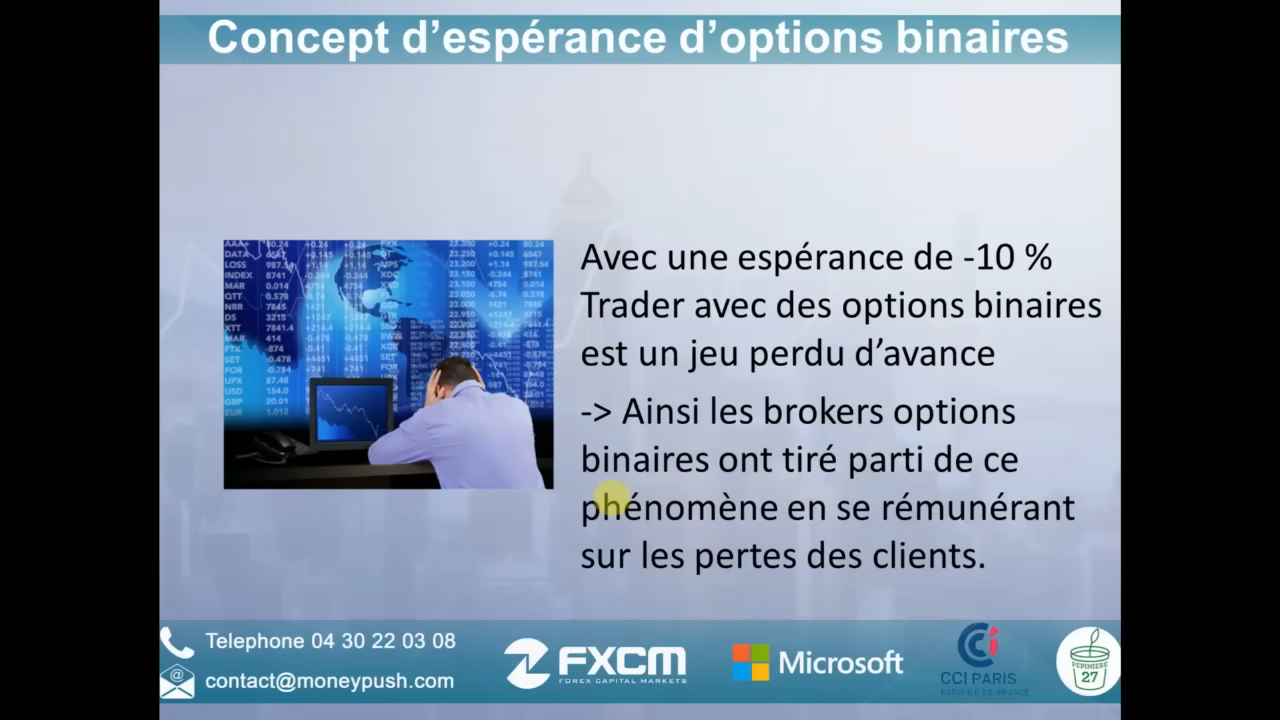 Concept d’espérance d’options binaires
Avec une espérance de -10 %
Trader avec des options binaires
est un jeu perdu d’avance
-> Ainsi les brokers options
binaires ont tiré parti de ce
phénomène en se rémunérant
sur les pertes des clients.
Telephone 04 30 22 03 08
contact@moneypush.com
FXCM
FOREX CAPITAL MARKETS
Microsoft
CCI PARIS
PARIS ILE-DE-FRANCE
PEPINIERE
27